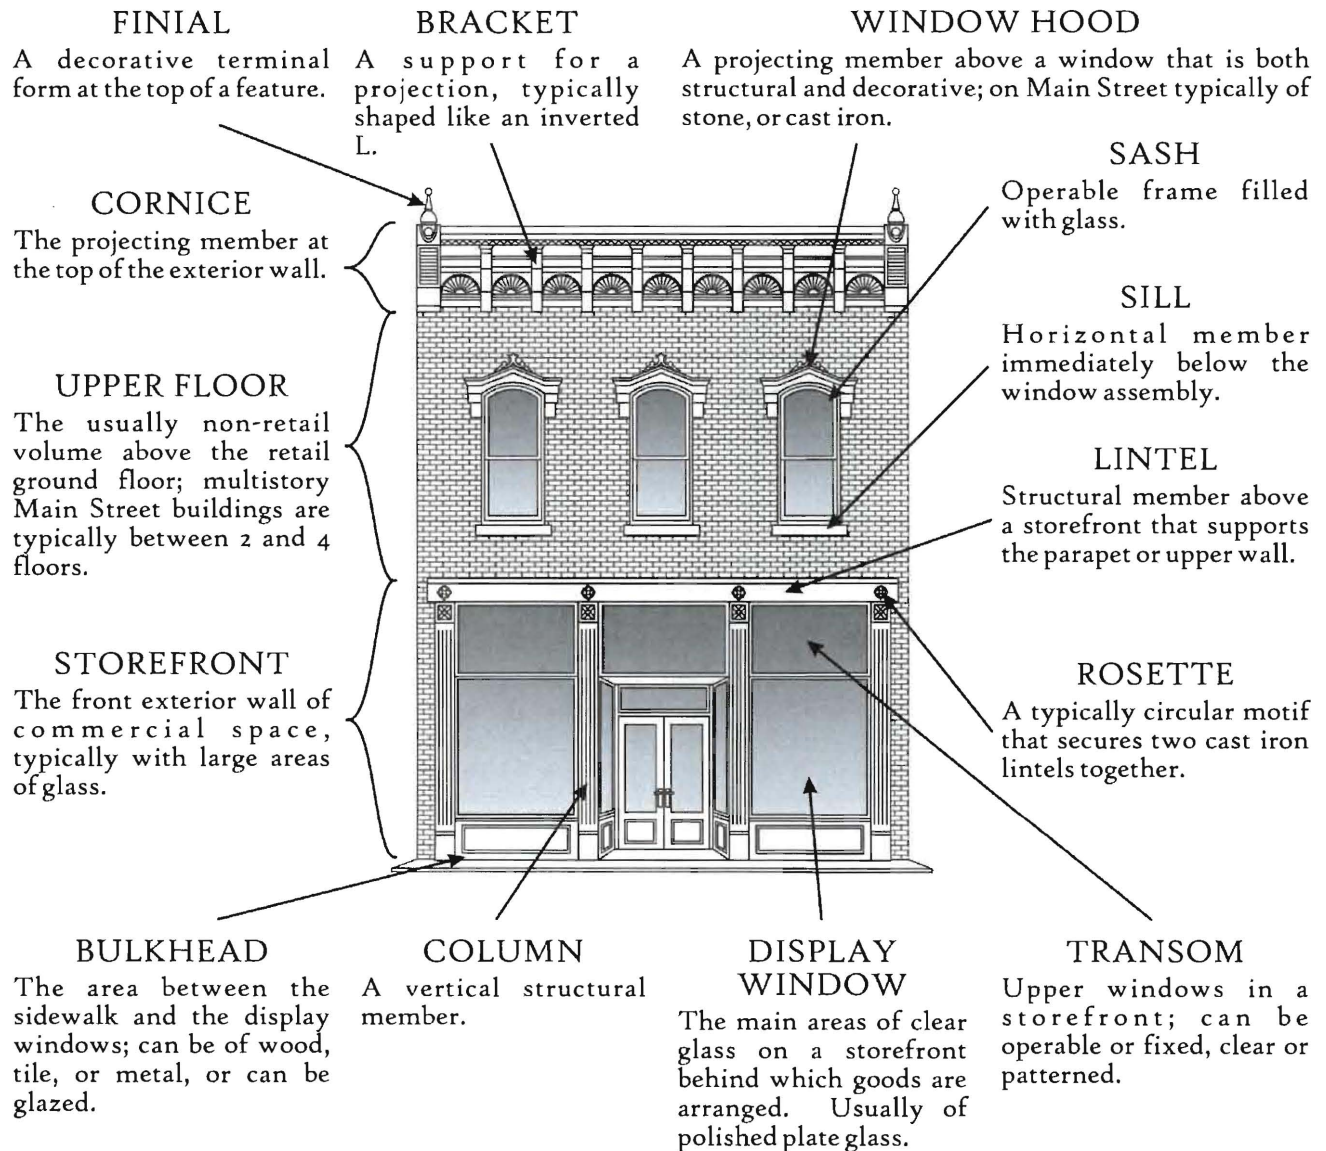 FINIAL
A decorative terminal
form at the top of a feature.
BRACKET
A support for a
projection, typically
shaped like an inverted
L.
WINDOW HOOD
A projecting member above a window that is both
structural and decorative; on Main Street typically of
stone, or cast iron.
SASH
Operable frame filled
with glass.
CORNICE
The projecting member at
the top of the exterior wall.
SILL
Horizontal member
immediately below the
window assembly.
UPPER FLOOR
The usually non-retail
volume above the retail
ground floor; multistory
Main Street buildings are
typically between 2 and 4
floors.
LINTEL
Structural member above
a storefront that supports
the parapet or upper wall.
STOREFRONT
The front exterior wall of
commercial space,
typically with large areas
of glass.
ROSETTE
A typically circular motif
that secures two cast iron
lintels together.
BULKHEAD
The area between the
sidewalk and the display
windows; can be of wood,
tile, or metal, or can be
glazed.
COLUMN
A vertical structural
member.
DISPLAY
WINDOW
The main areas of clear
glass on a storefront
behind which goods are
arranged. Usually of
polished plate glass.
TRANSOM
Upper windows in a
storefront; can be
operable or fixed, clear or
patterned.